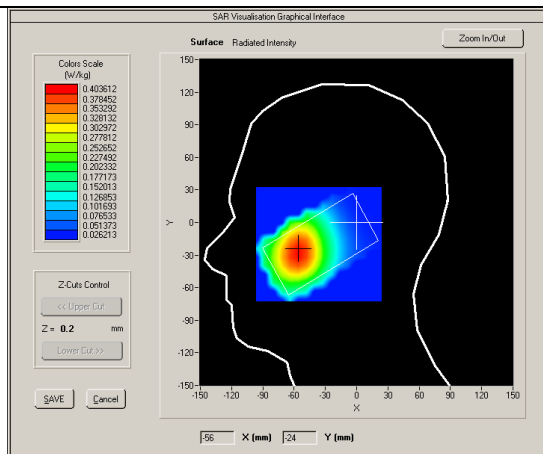 SAR Visualisation Graphical Interface
Surface Radiated Intensity
Zoom In/Out
Colors Scale
(W/kg)
0.403612
0.378452
0.353292
0.328132
0.302972
0.277812
0.252652
0.227492
0.202332
0.177173
0.152013
0.126853
0.101693
0.076533
0.051373
0.026213
Z-Cuts Control
<< Upper Cut
Z = 0.2 mm
Lower Cut >>
SAVE
Cancel
150
120
90
60
30
0
-30
-60
-90
-120
-150
Y
-150 -120 -90 -60 -30 0 30 60 90 120 150
X
-56 X (mm) -24 Y (mm)